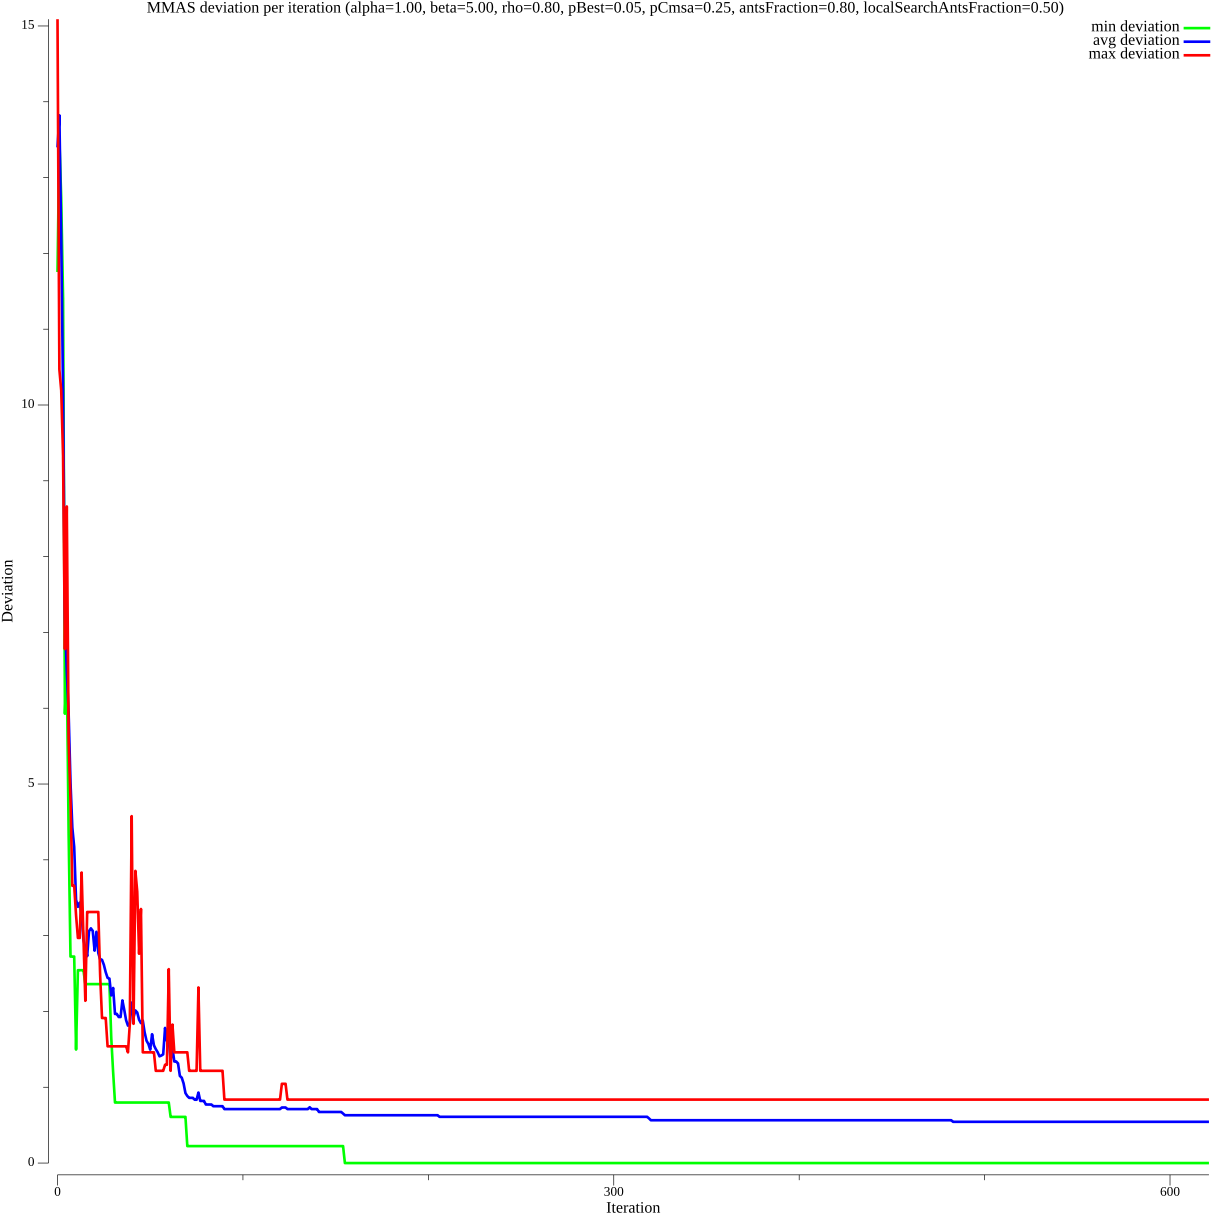 MMAS deviation per iteration (alpha=1.00, beta=5.00, rho=0.80, pBest=0.05, pCmsa=0.25, antsFraction=0.80, localSearchAntsFraction=0.50)
min deviation
avg deviation
max deviation
15
10
5
0
Deviation
0
300
600
Iteration